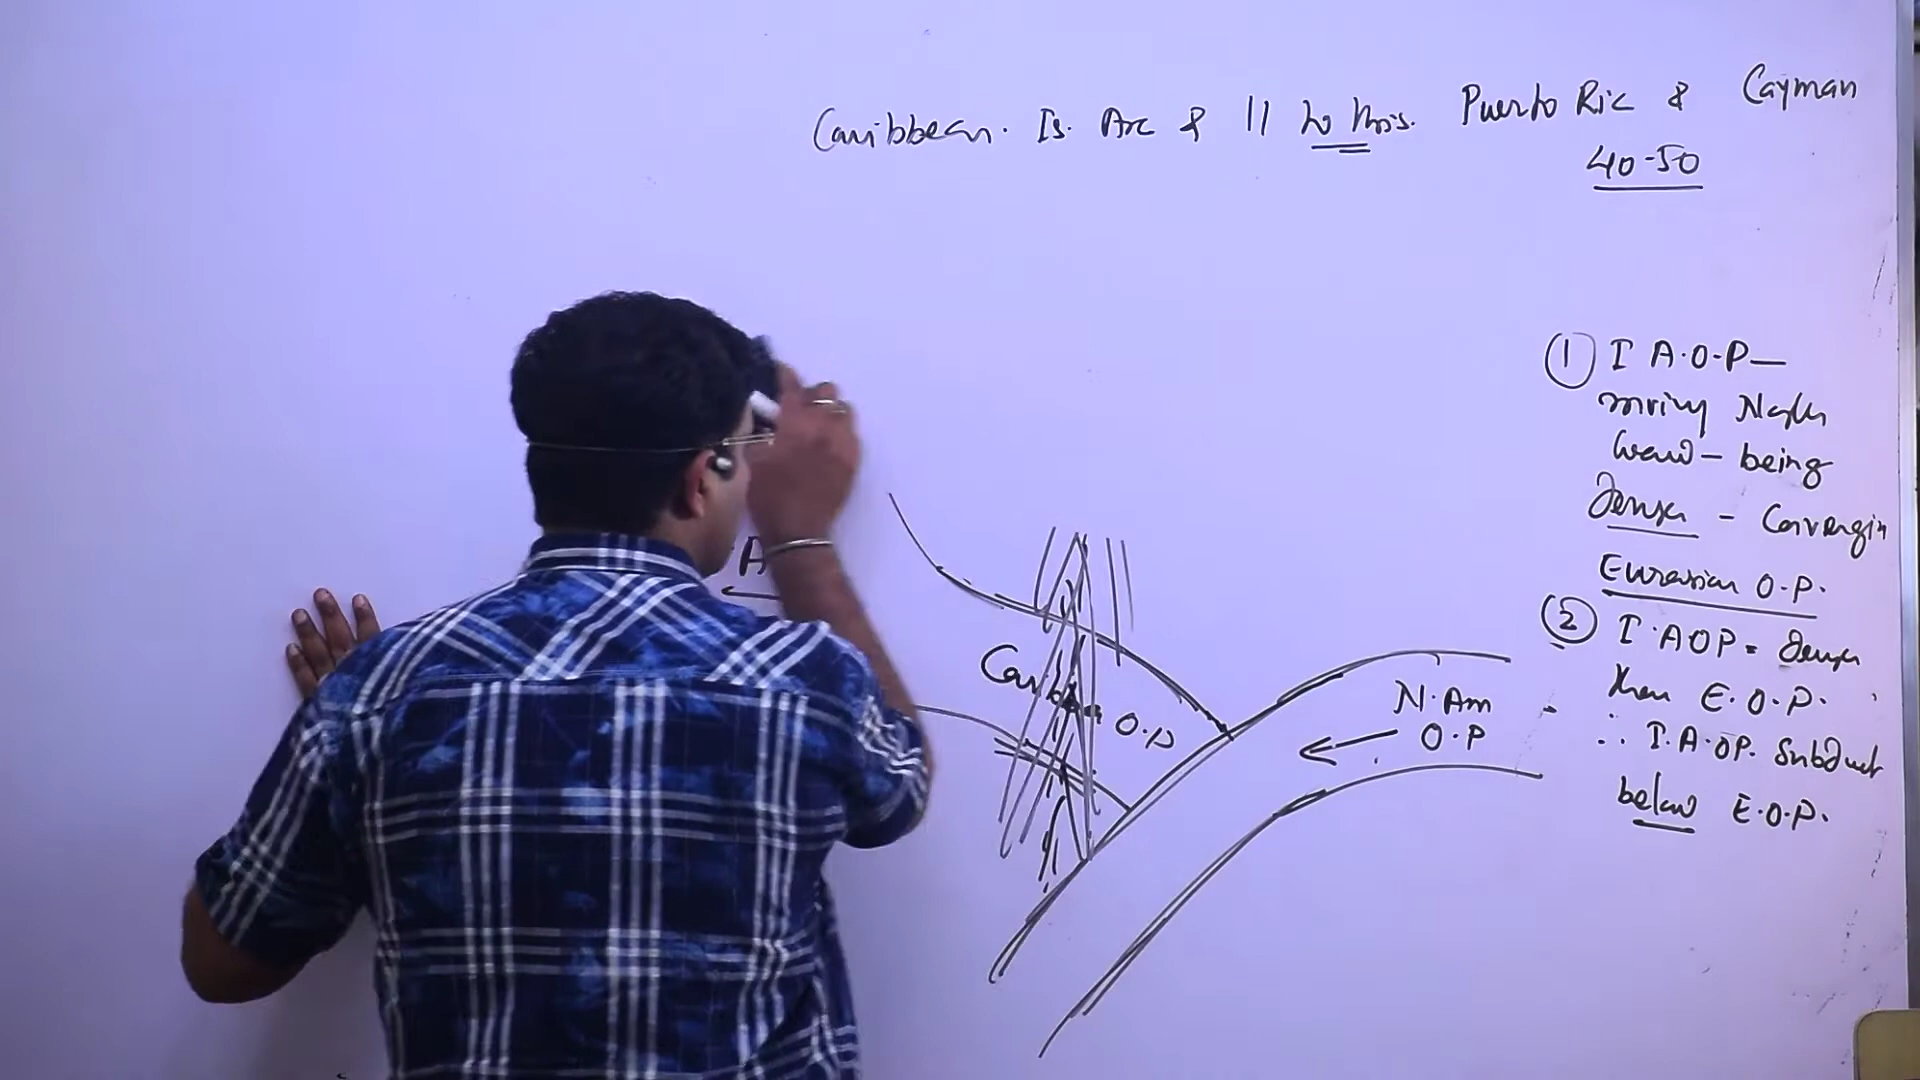 Caribbean. Is. Arc & || to this. Puerto Ric & Cayman
40-50
① I A.O.P—
moving North
ward - being
Denser - Convergin
Eurasian O.P.
② I.AOP = Denser
than E.O.P.
∴ I.A.OP. Subduct
below E.O.P.
A
Caribbean O.P
N.Am
O.P